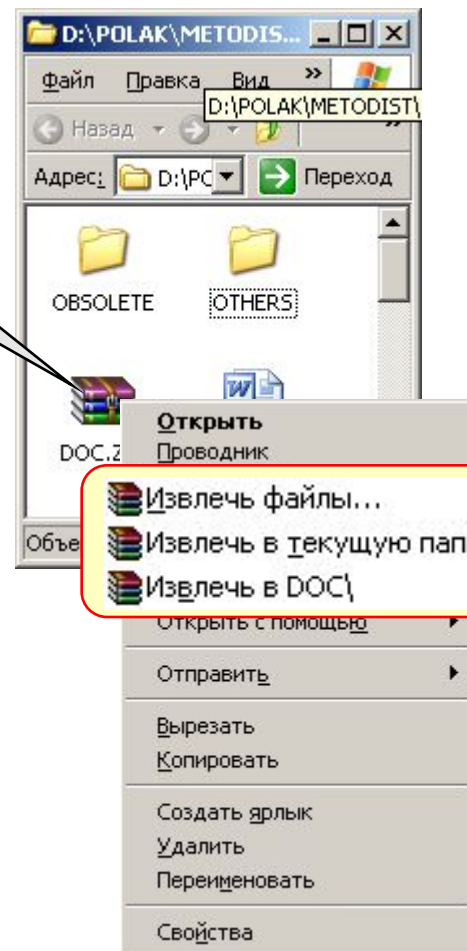 D:\POLAK\METODIS...
Файл Правка Вид »
D:\POLAK\METODIST\
Назад »
Адрес: D:\PC Переход
OBSOLETE OTHERS
DOC.Z
Открыть
Проводник
Извлечь файлы...
Извлечь в текущую пап
Объе
Извлечь в DOC\
Открыть с помощью
Отправить
Вырезать
Копировать
Создать ярлык
Удалить
Переименовать
Свойства